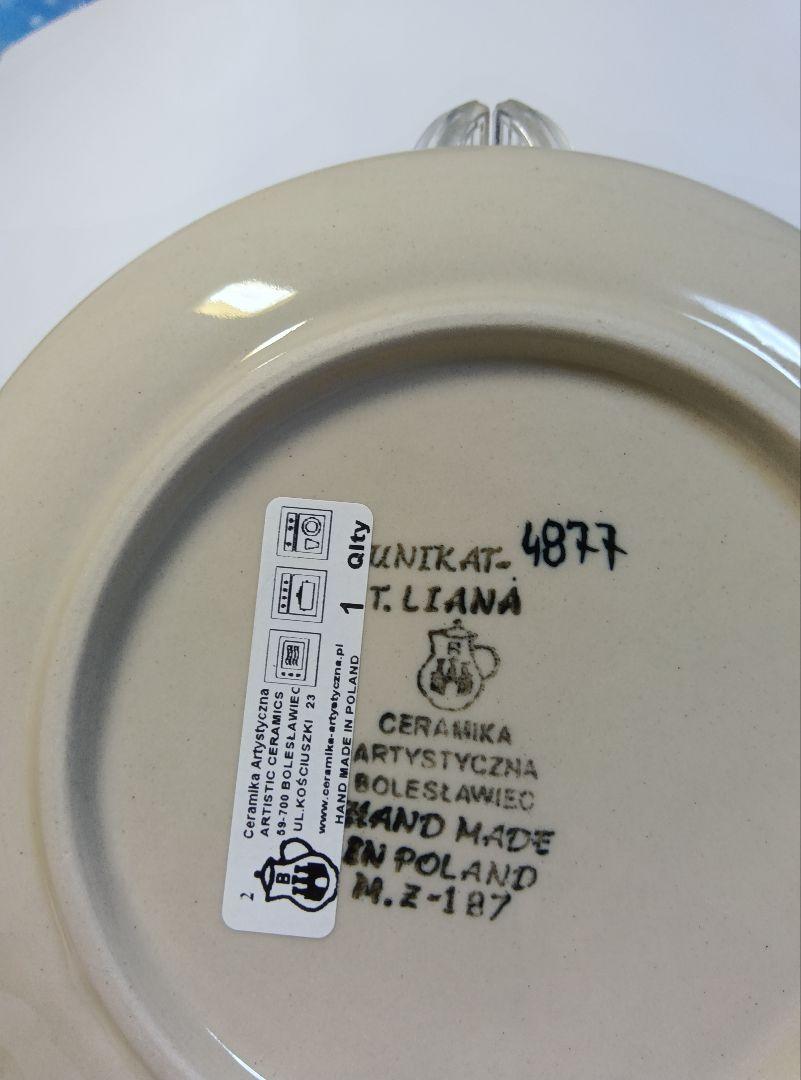 UNIKAT- 4877
T. LIANA
B
CERAMIKA
ARTYSTYCZNA
BOLESŁAWIEC
HAND MADE
IN POLAND
M.Z-187
Ceramika Artystyczna
ARTISTIC CERAMICS
59-700 BOLESŁAWIEC
UL.KOŚCIUSZKI 23
www.ceramika-artystyczna.pl
HAND MADE IN POLAND
1 Qlty
2
B